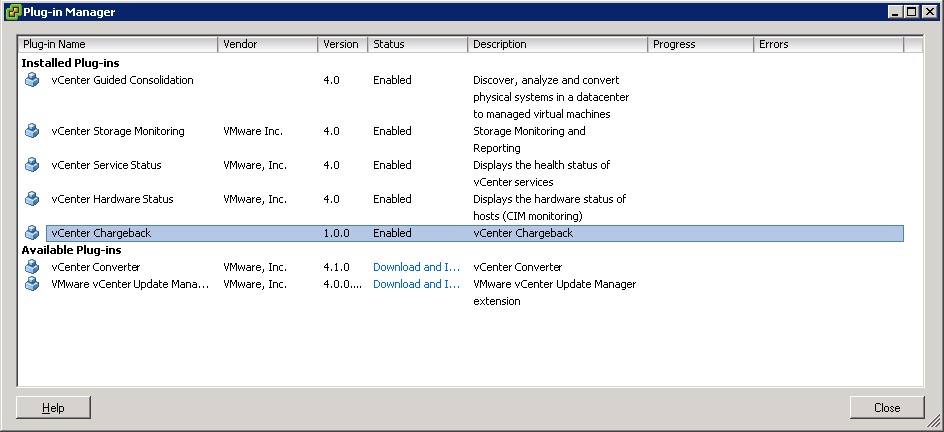 Plug-in Manager
Plug-in Name Vendor Version Status Description Progress Errors
Installed Plug-ins
vCenter Guided Consolidation 4.0 Enabled Discover, analyze and convert
physical systems in a datacenter
to managed virtual machines
vCenter Storage Monitoring VMware Inc. 4.0 Enabled Storage Monitoring and
Reporting
vCenter Service Status VMware, Inc. 4.0 Enabled Displays the health status of
vCenter services
vCenter Hardware Status VMware, Inc. 4.0 Enabled Displays the hardware status of
hosts (CIM monitoring)
vCenter Chargeback 1.0.0 Enabled vCenter Chargeback
Available Plug-ins
vCenter Converter VMware, Inc. 4.1.0 Download and I... vCenter Converter
VMware vCenter Update Mana... VMware, Inc. 4.0.0.... Download and I... VMware vCenter Update Manager
extension
Help Close